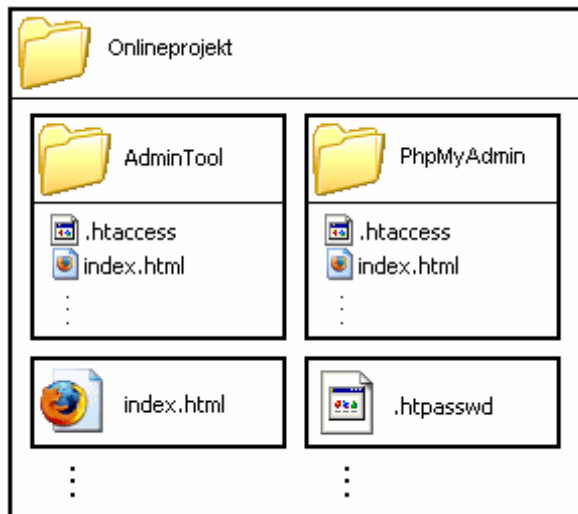 Onlineprojekt
AdminTool
.htaccess
index.html
PhpMyAdmin
.htaccess
index.html
index.html
.htpasswd